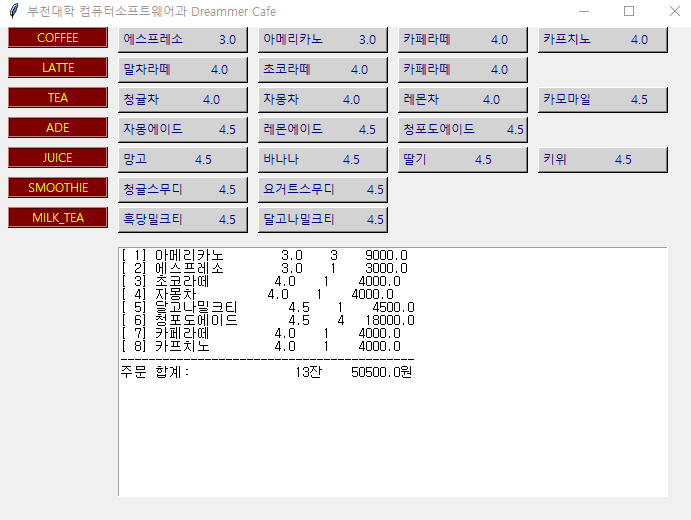 부천대학 컴퓨터소프트웨어과 Dreammer Cafe
COFFEE 에스프레소 3.0 아메리카노 3.0 카페라떼 4.0 카프치노 4.0
LATTE 말차라떼 4.0 초코라떼 4.0 카페라떼 4.0
TEA 청귤차 4.0 자몽차 4.0 레몬차 4.0 카모마일 4.5
ADE 자몽에이드 4.5 레몬에이드 4.5 청포도에이드 4.5
JUICE 망고 4.5 바나나 4.5 딸기 4.5 키위 4.5
SMOOTHIE 청귤스무디 4.5 요거트스무디 4.5
MILK_TEA 흑당밀크티 4.5 달고나밀크티 4.5
[ 1] 아메리카노 3.0 3 9000.0
[ 2] 에스프레소 3.0 1 3000.0
[ 3] 초코라떼 4.0 1 4000.0
[ 4] 자몽차 4.0 1 4000.0
[ 5] 달고나밀크티 4.5 1 4500.0
[ 6] 청포도에이드 4.5 4 18000.0
[ 7] 카페라떼 4.0 1 4000.0
[ 8] 카프치노 4.0 1 4000.0
------------------------------------------
주문 합계: 13잔 50500.0원